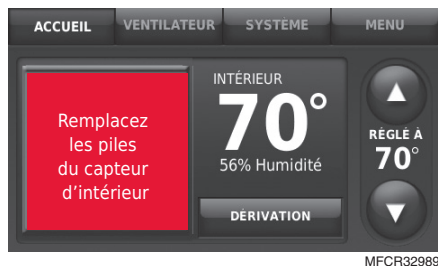 ACCUEIL VENTILATEUR SYSTÈME MENU
Remplacez
les piles
du capteur
d'intérieur
INTÉRIEUR
70°
56% Humidité
DÉRIVATION
RÉGLÉ À
70°
MFCR32989